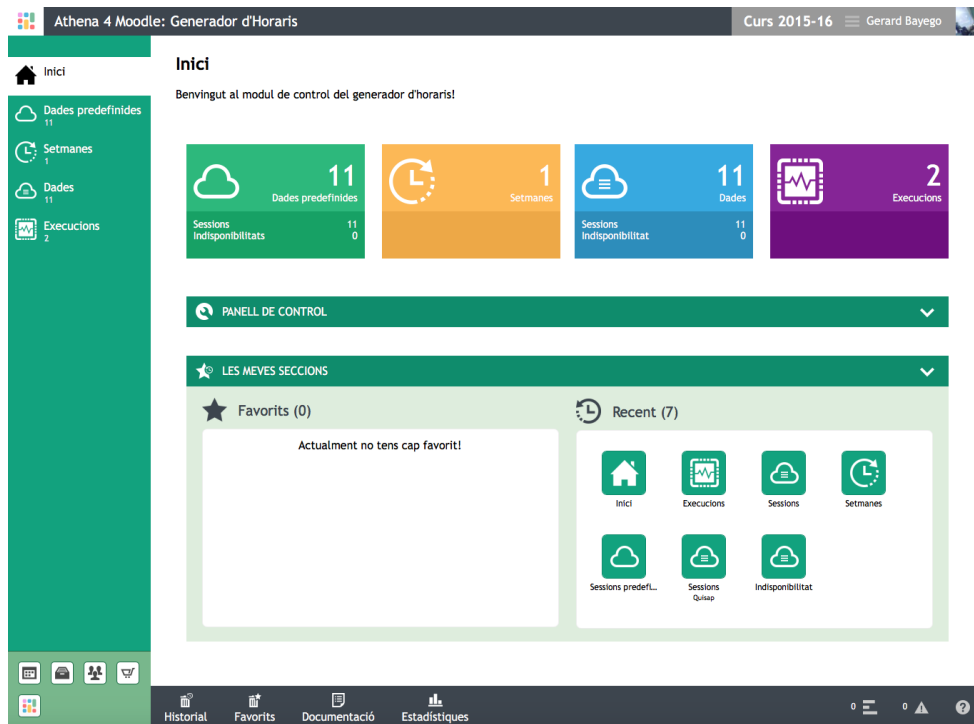 Athena 4 Moodle: Generador d'Horaris
Curs 2015-16
Gerard Bayego
Inici
Dades predefinides
11
Setmanes
1
Dades
11
Execucions
2
Inici
Benvingut al modul de control del generador d'horaris!
11
Dades predefinides
Sessions 11
Indisponibilitats 0
1
Setmanes
11
Dades
Sessions 11
Indisponibilitat 0
2
Execucions
PANELL DE CONTROL
LES MEVES SECCIONS
Favorits (0)
Actualment no tens cap favorit!
Recent (7)
Inici
Execucions
Sessions
Setmanes
Sessions predefi...
Sessions
Quisap
Indisponibilitat
Historial
Favorits
Documentació
Estadístiques
0
0
?